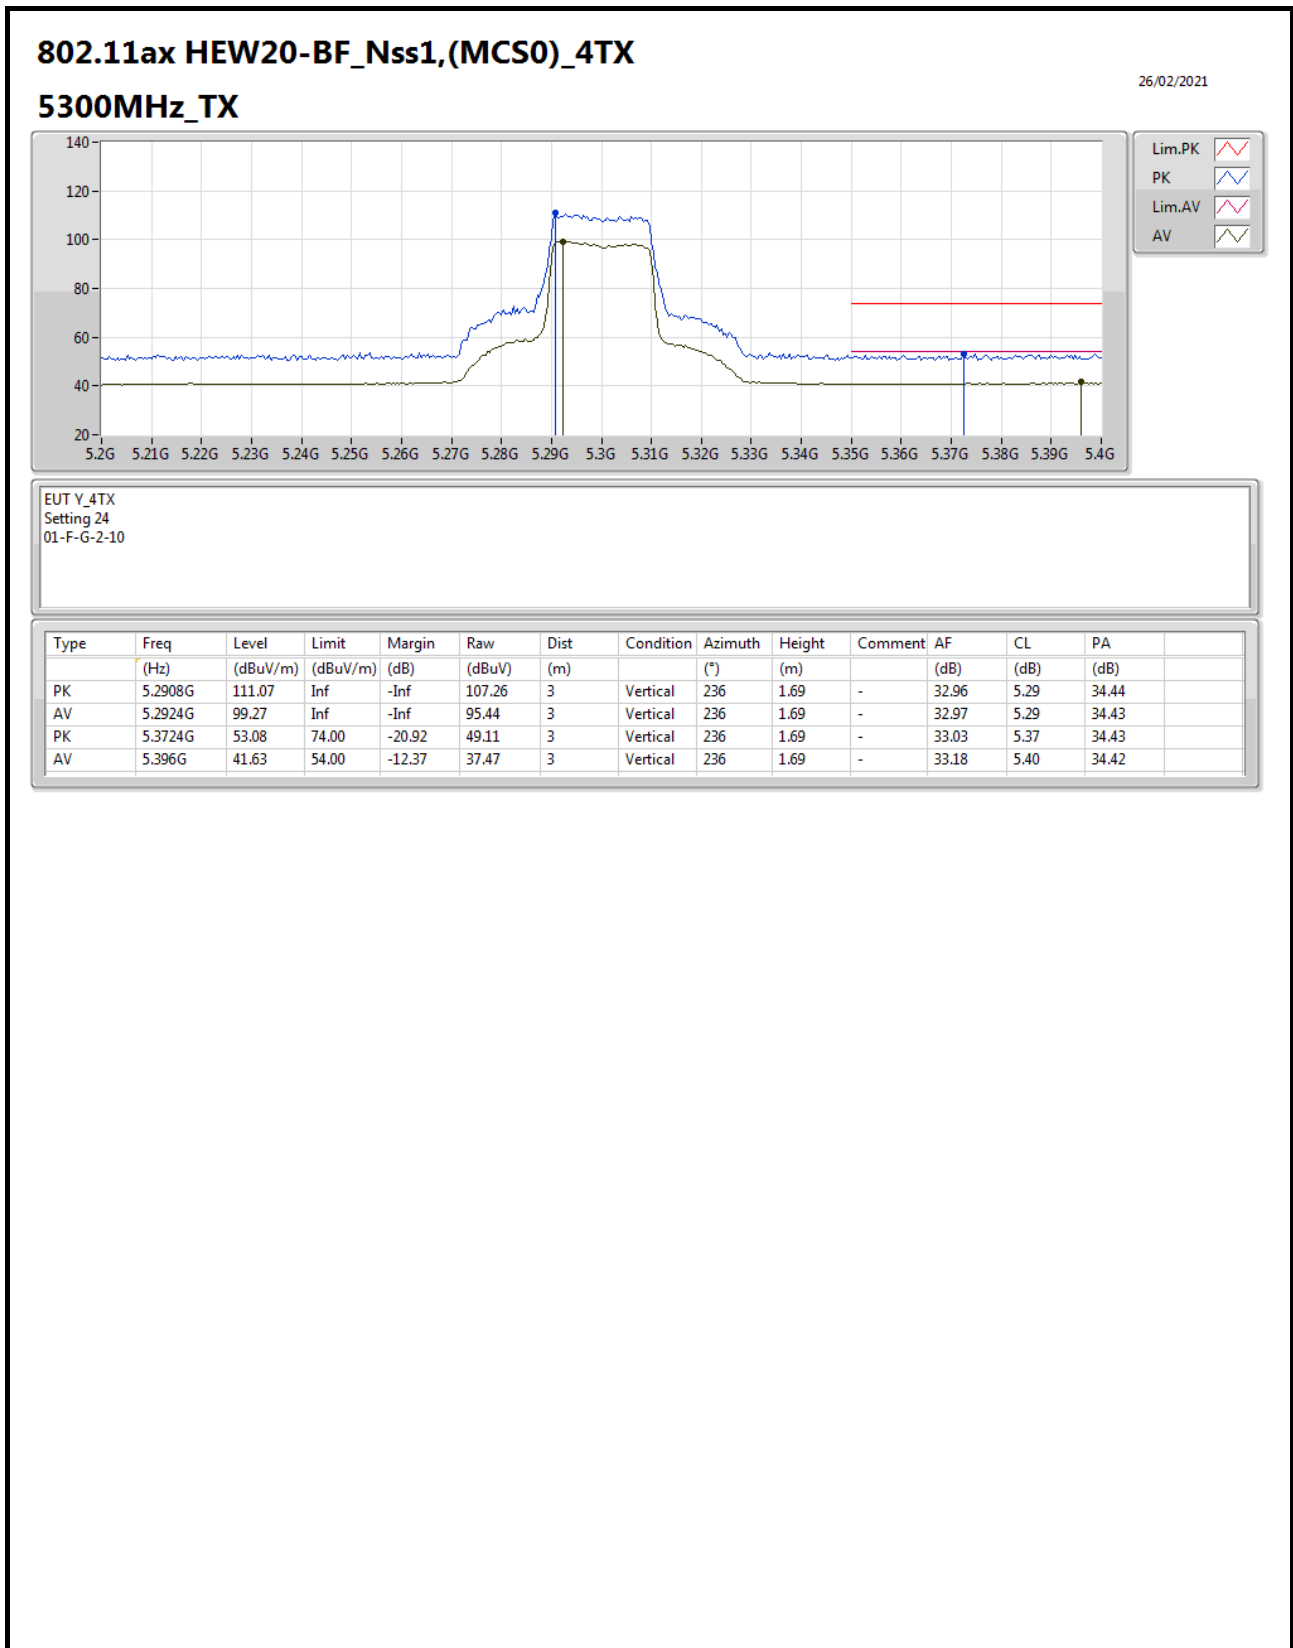 802.11ax HEW20-BF_Nss1,(MCS0)_4TX
26/02/2021
5300MHz_TX
140
120
100
80
60
40
20
5.2G 5.21G 5.22G 5.23G 5.24G 5.25G 5.26G 5.27G 5.28G 5.29G 5.3G 5.31G 5.32G 5.33G 5.34G 5.35G 5.36G 5.37G 5.38G 5.39G 5.4G
Lim.PK
PK
Lim.AV
AV
EUT Y_4TX
Setting 24
01-F-G-2-10
Type Freq Level Limit Margin Raw Dist Condition Azimuth Height Comment AF CL PA
(Hz) (dBuV/m) (dBuV/m) (dB) (dBuV) (m) (°) (m) (dB) (dB) (dB)
PK 5.2908G 111.07 Inf -Inf 107.26 3 Vertical 236 1.69 - 32.96 5.29 34.44
AV 5.2924G 99.27 Inf -Inf 95.44 3 Vertical 236 1.69 - 32.97 5.29 34.43
PK 5.3724G 53.08 74.00 -20.92 49.11 3 Vertical 236 1.69 - 33.03 5.37 34.43
AV 5.396G 41.63 54.00 -12.37 37.47 3 Vertical 236 1.69 - 33.18 5.40 34.42